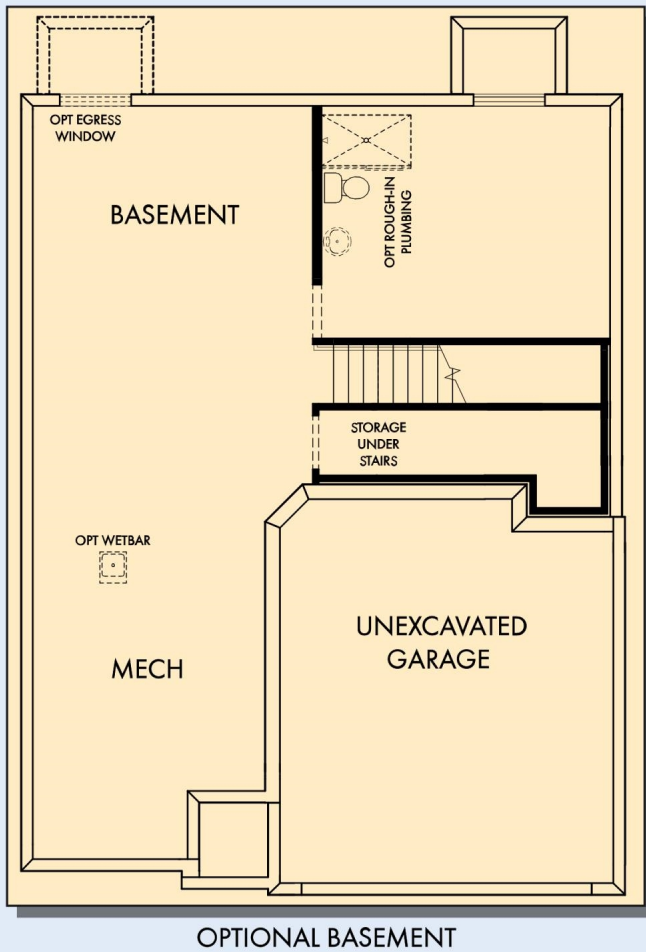 OPT EGRESS
WINDOW
BASEMENT
OPT ROUGH-IN
PLUMBING
STORAGE
UNDER
STAIRS
OPT WETBAR
UNEXCAVATED
GARAGE
MECH
OPTIONAL BASEMENT